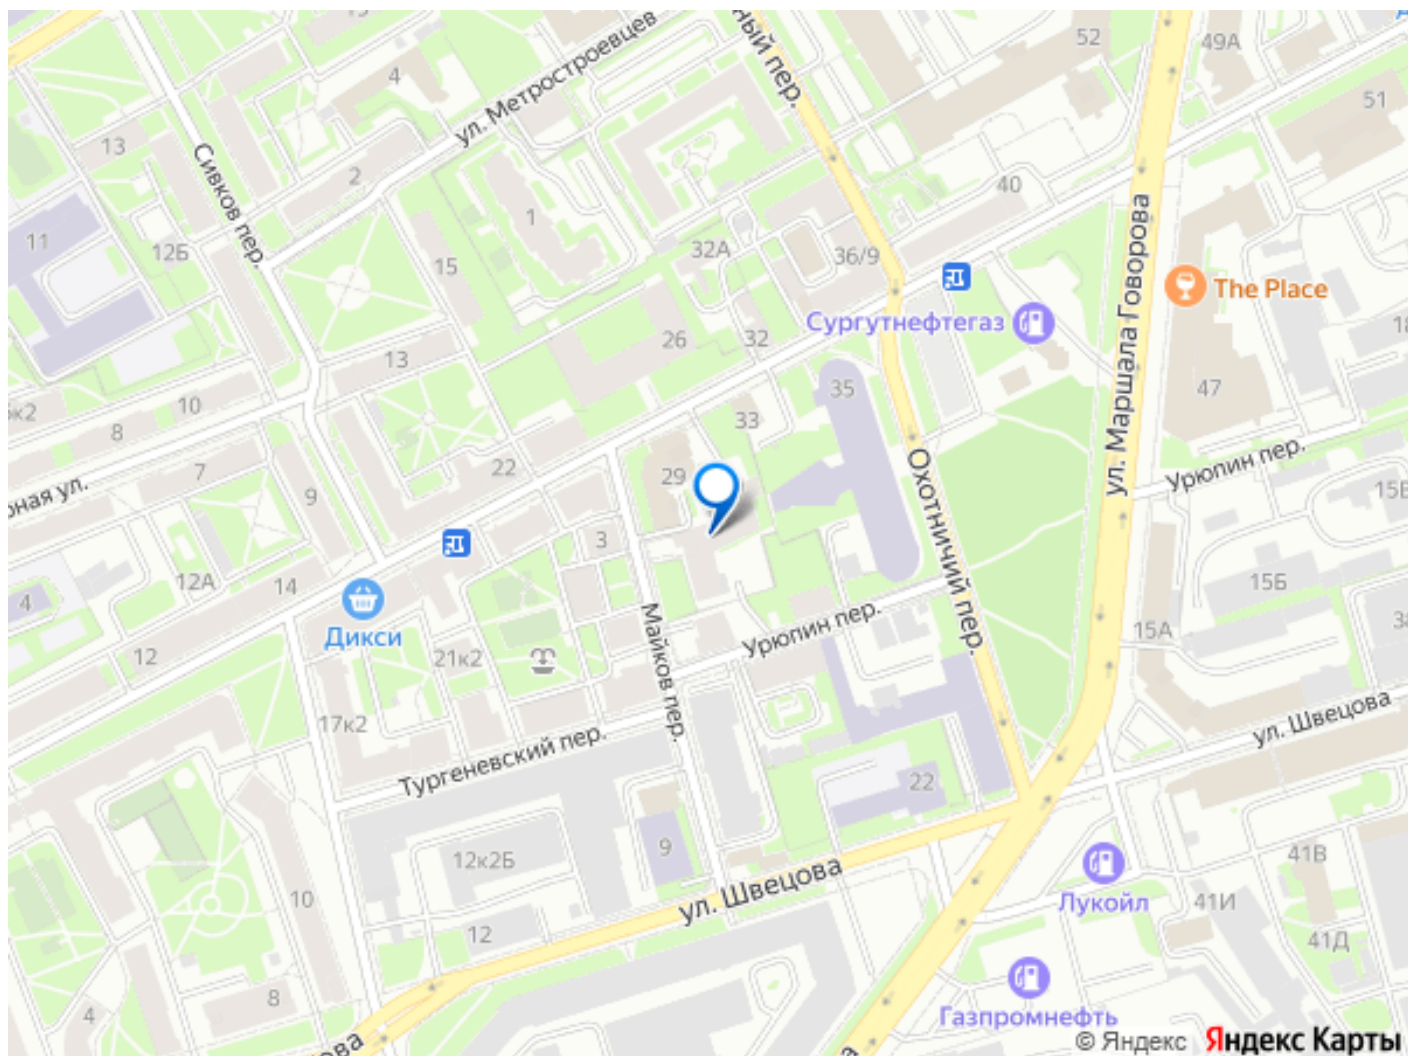 ный пер.
52
49А
4
ул. Метростроевцев
51
13
Сивков пер.
2
40
1
11
12Б
15
32А
36/9
ул. Маршала Говорова
The Place
Сургутнефтегаз
26
32
13
35
47
10
8
33
22
7
29
9
рная ул.
Охотничий пер.
Урюпин пер.
3
12А
14
4
15Б
Дикси
Майков пер.
Урюпин пер.
15А
12
21к2
17к2
Тургеневский пер.
ул. Швецова
22
9
12к2Б
41В
ул. Швецова
10
Лукойл
41И
12
41Д
8
4
Газпромнефть
© Яндекс Яндекс Карты